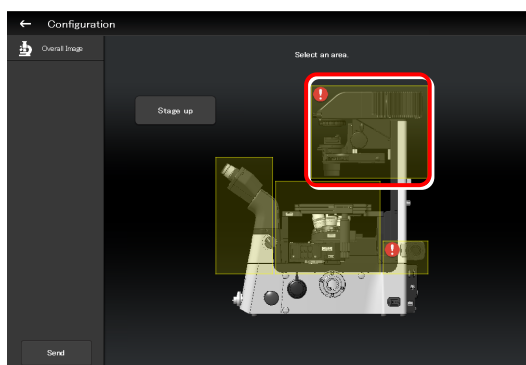 ← Configuration
Overall Image
Select an area.
Stage up
Send